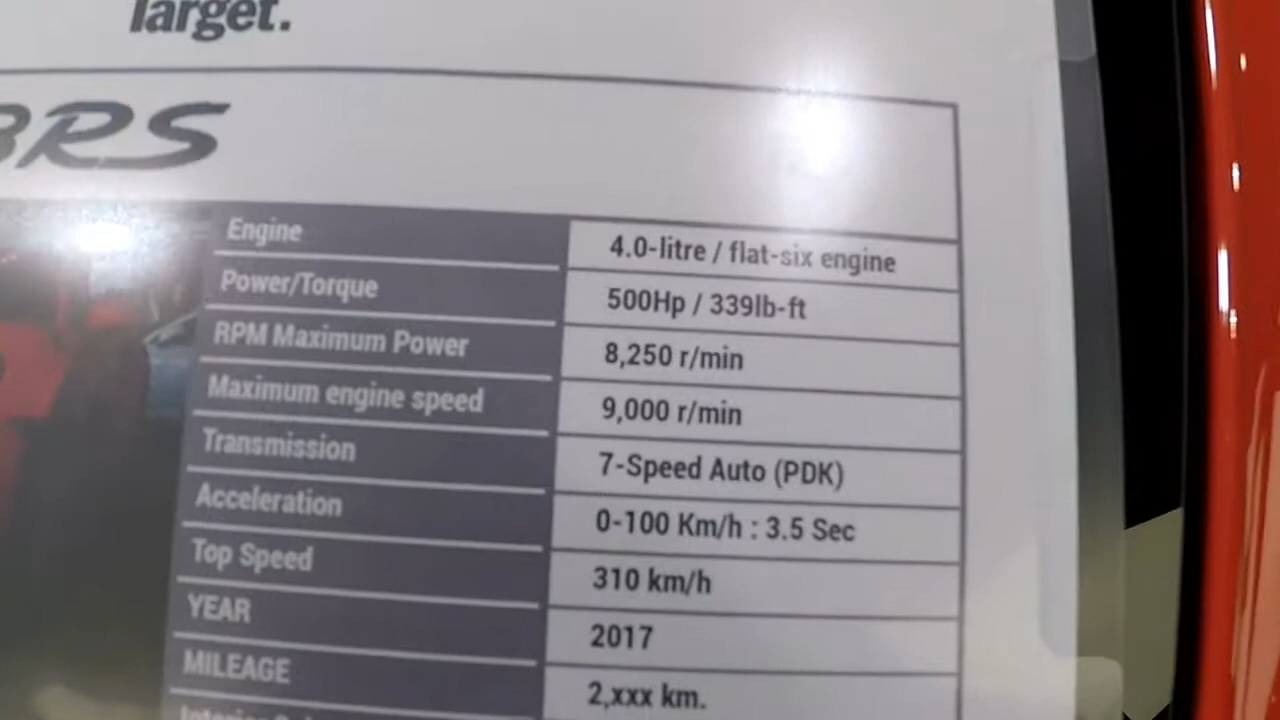 Target.
RS
Engine 4.0-litre / flat-six engine
Power/Torque 500Hp / 339lb-ft
RPM Maximum Power 8,250 r/min
Maximum engine speed 9,000 r/min
Transmission 7-Speed Auto (PDK)
Acceleration 0-100 Km/h : 3.5 Sec
Top Speed 310 km/h
YEAR 2017
MILEAGE 2,xxx km.